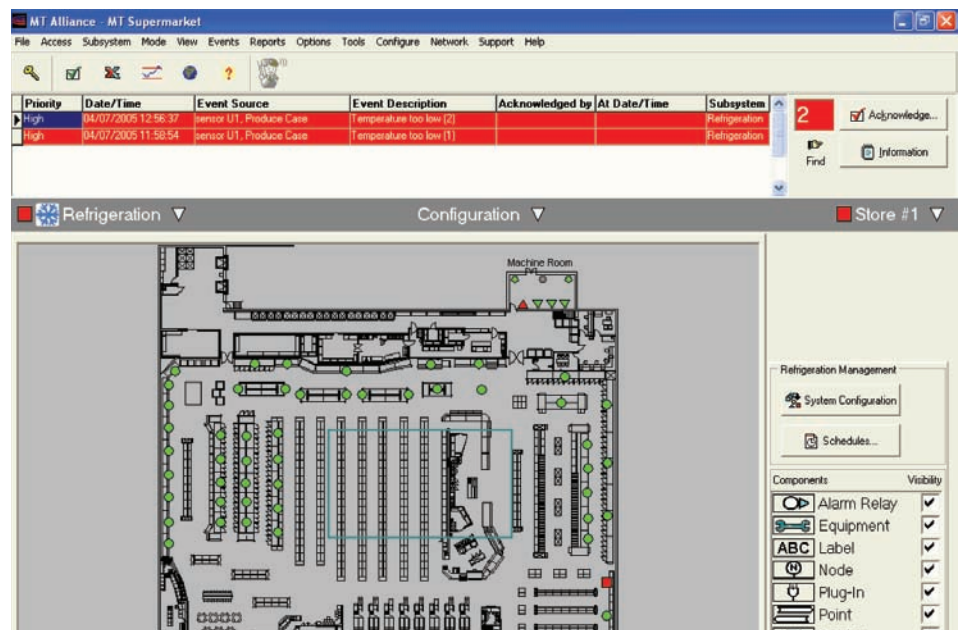 MT Alliance - MT Supermarket
File Access Subsystem Mode View Events Reports Options Tools Configure Network Support Help
Priority Date/Time Event Source Event Description Acknowledged by At Date/Time Subsystem
High 04/07/2005 12:56:37 sensor U1, Produce Case Temperature too low (2) Refrigeration
High 04/07/2005 11:58:54 sensor U1, Produce Case Temperature too low (1) Refrigeration
2 Acknowledge...
Find Information
Refrigeration Configuration Store #1
Machine Room
Refrigeration Management
System Configuration
Schedules...
Components Visibility
Alarm Relay
Equipment
ABC Label
N Node
Plug-In
Point